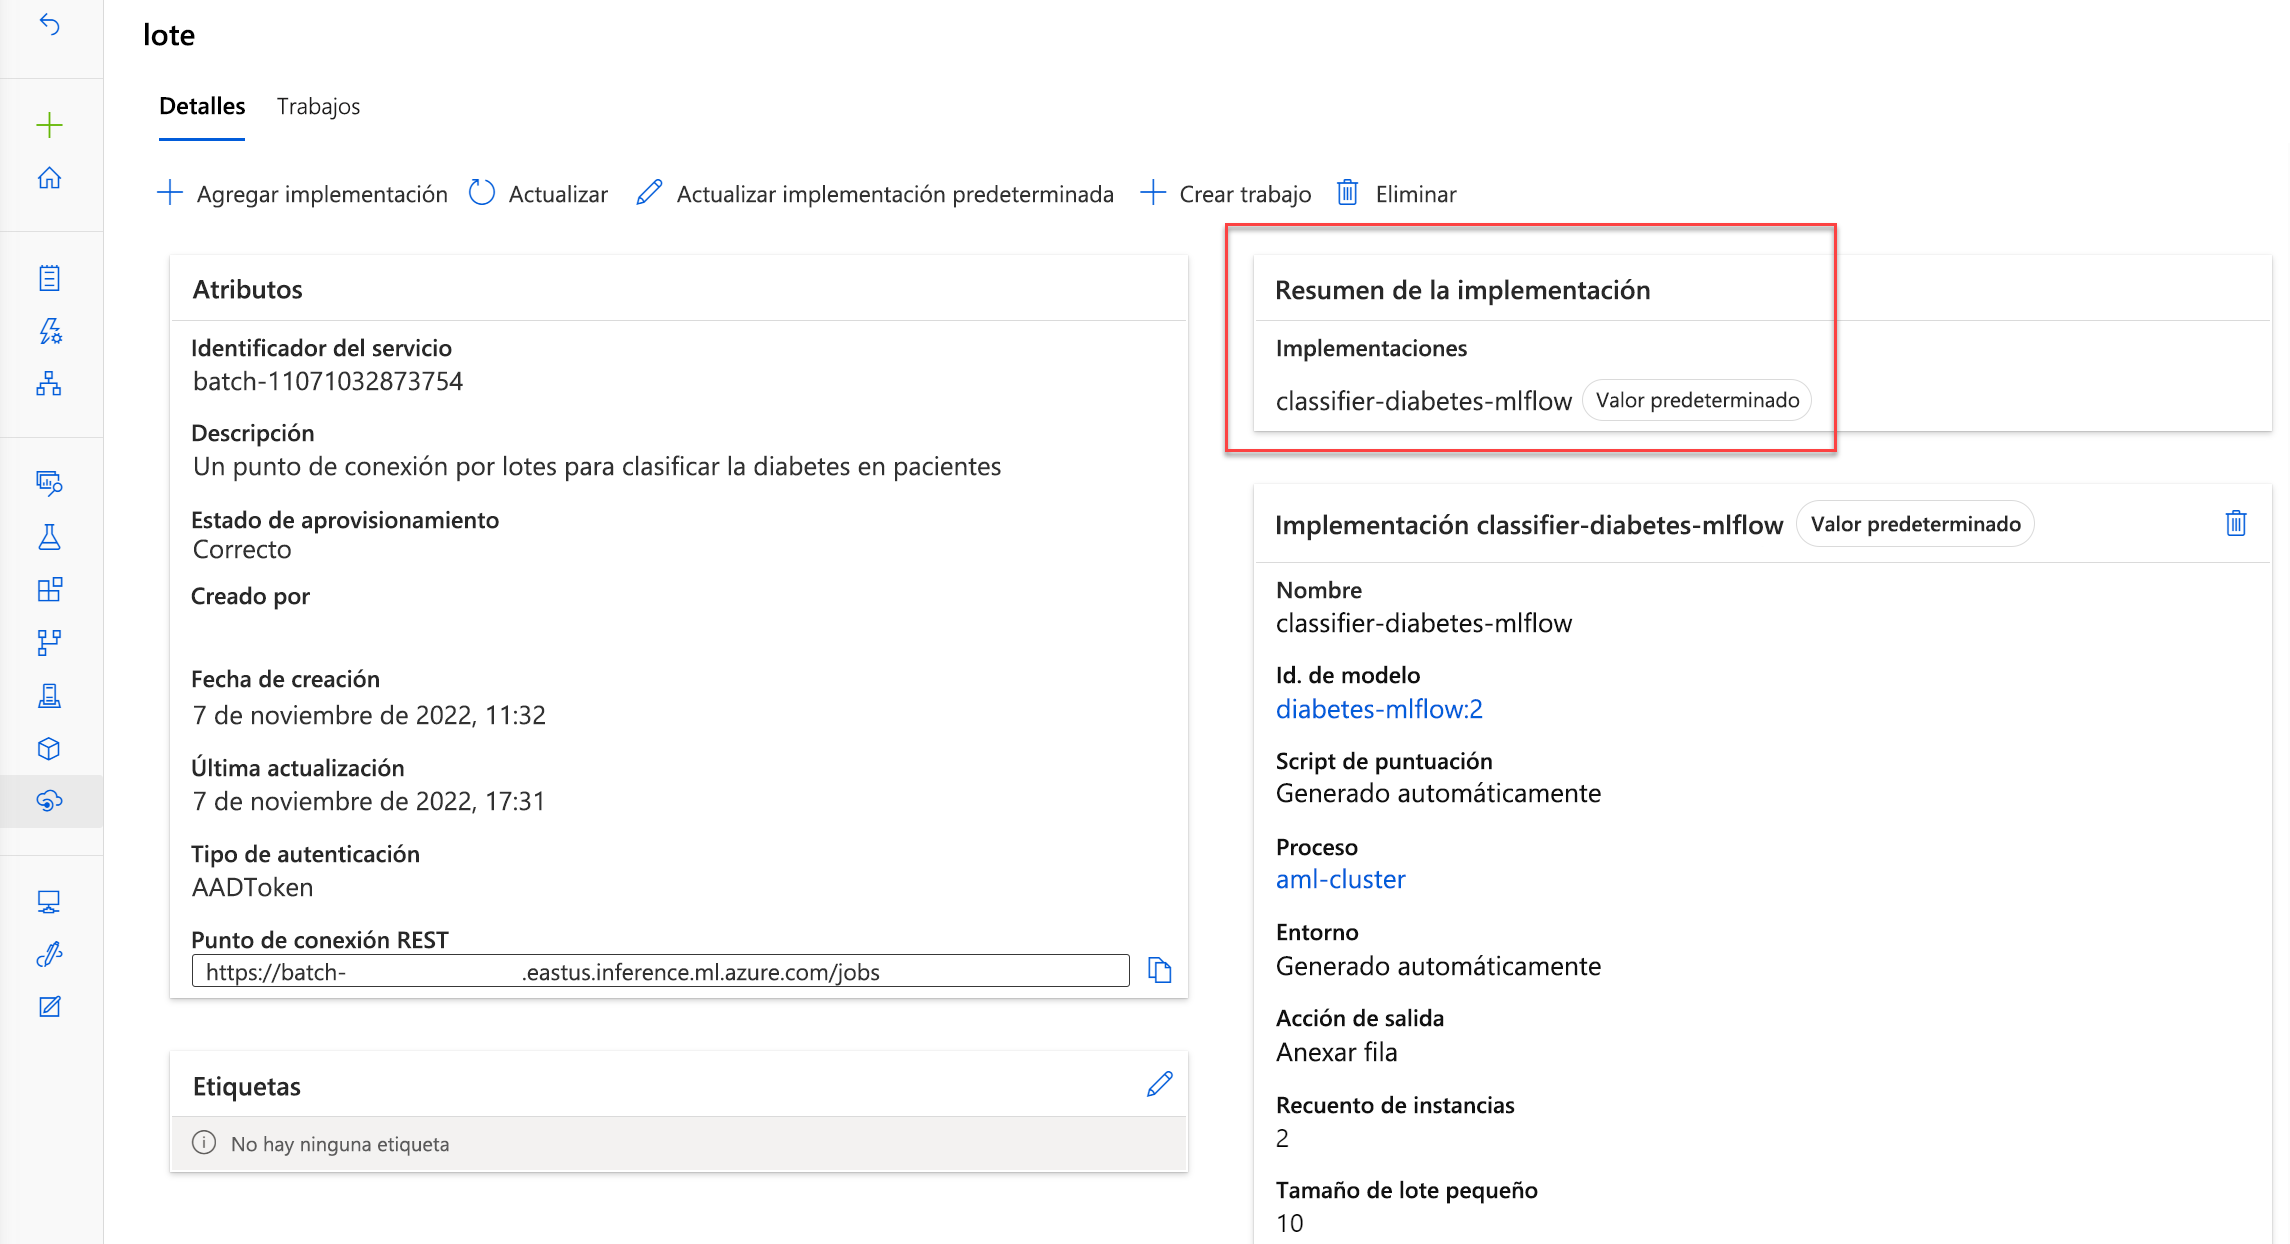 lote
Detalles
Trabajos
Agregar implementación
Actualizar
Actualizar implementación predeterminada
Crear trabajo
Eliminar
Atributos
Identificador del servicio
batch-11071032873754
Descripción
Un punto de conexión por lotes para clasificar la diabetes en pacientes
Estado de aprovisionamiento
Correcto
Creado por
Fecha de creación
7 de noviembre de 2022, 11:32
Última actualización
7 de noviembre de 2022, 17:31
Tipo de autenticación
AADToken
Punto de conexión REST
https://batch- .eastus.inference.ml.azure.com/jobs
Etiquetas
No hay ninguna etiqueta
Resumen de la implementación
Implementaciones
classifier-diabetes-mlflow Valor predeterminado
Implementación classifier-diabetes-mlflow Valor predeterminado
Nombre
classifier-diabetes-mlflow
Id. de modelo
diabetes-mlflow:2
Script de puntuación
Generado automáticamente
Proceso
aml-cluster
Entorno
Generado automáticamente
Acción de salida
Anexar fila
Recuento de instancias
2
Tamaño de lote pequeño
10